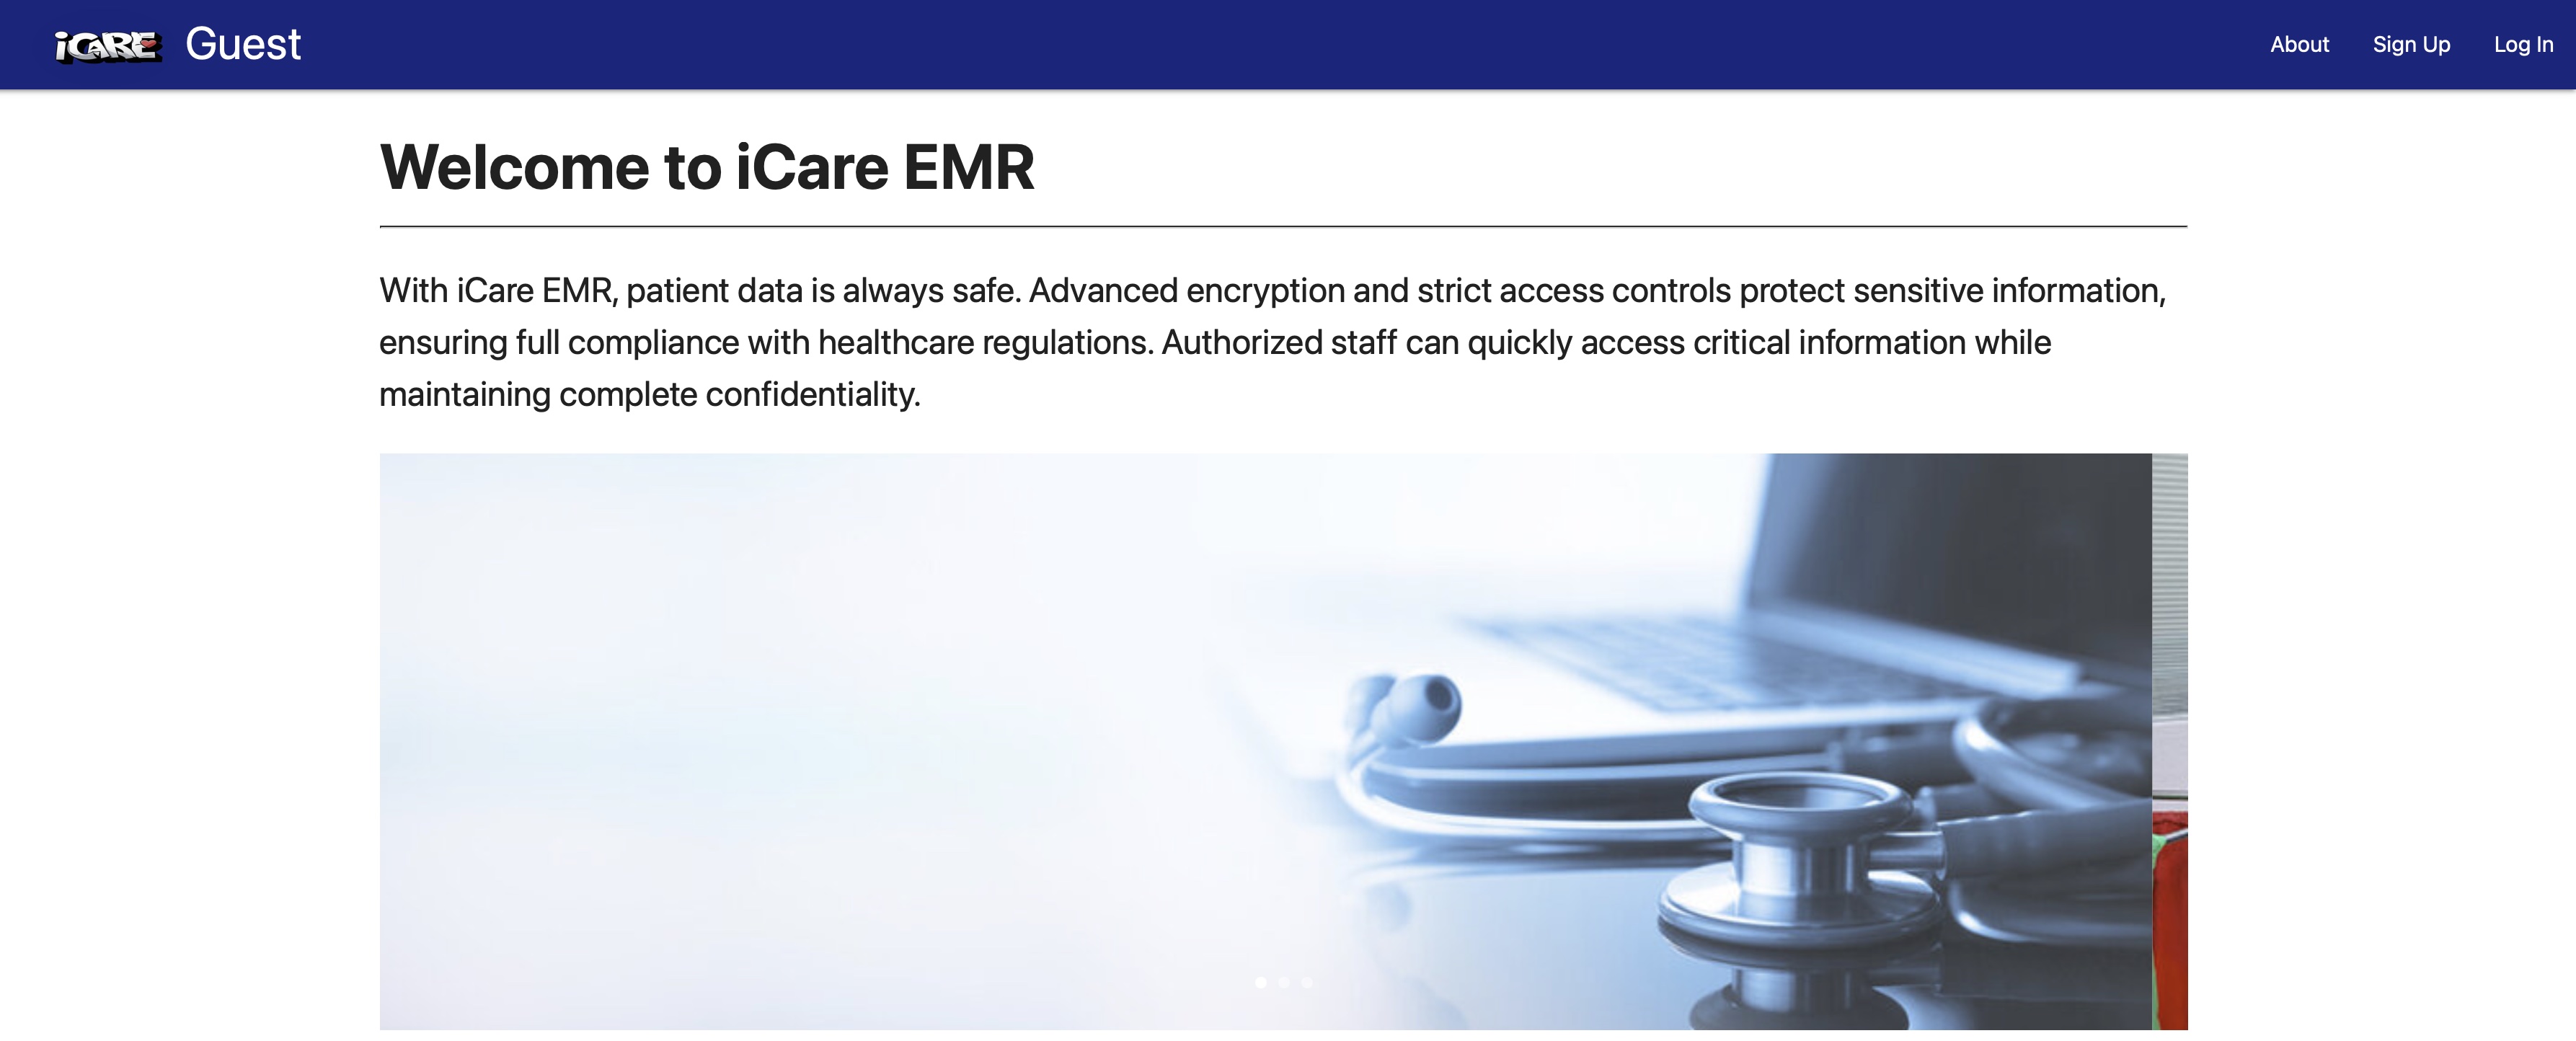 iCARE Guest
About Sign Up Log In
Welcome to iCare EMR
With iCare EMR, patient data is always safe. Advanced encryption and strict access controls protect sensitive information,
ensuring full compliance with healthcare regulations. Authorized staff can quickly access critical information while
maintaining complete confidentiality.